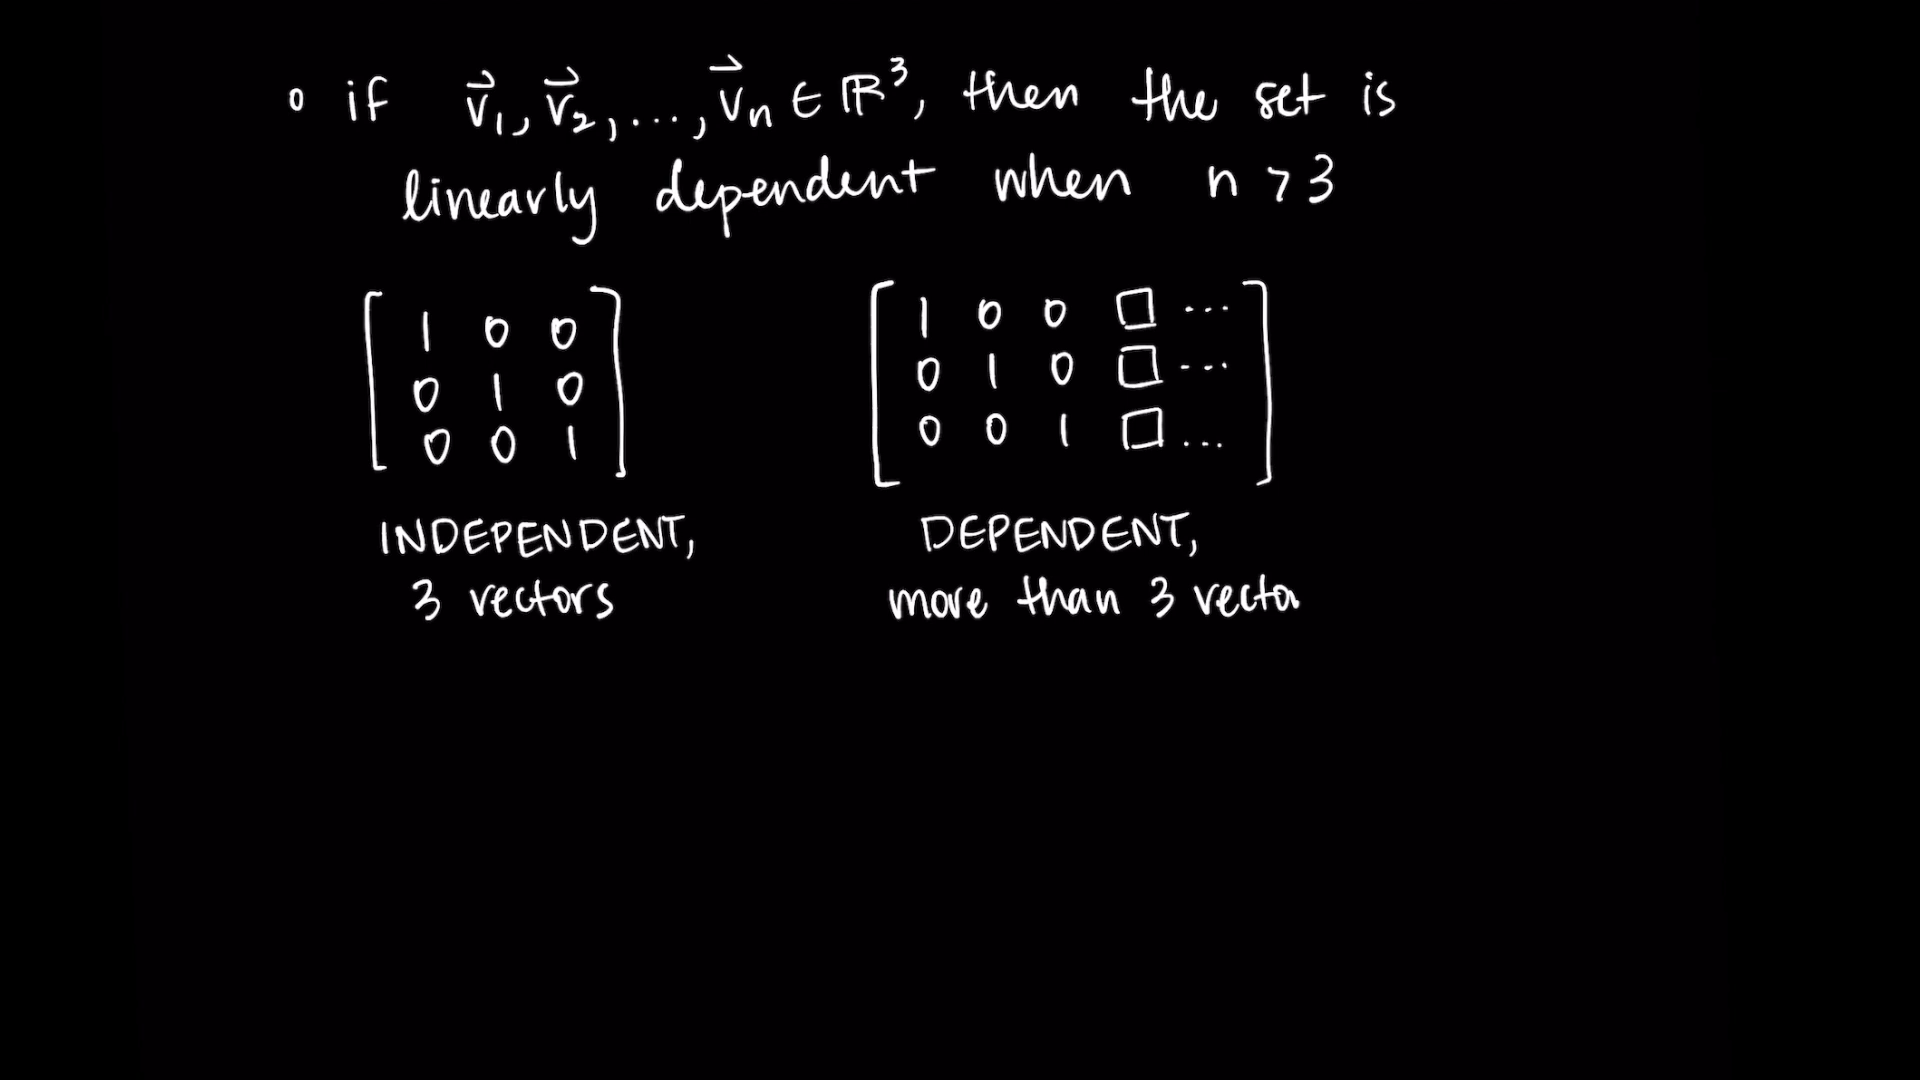 ◦ if v⃗₁, v⃗₂, ..., v⃗ₙ ∈ ℝ³, then the set is
linearly dependent when n > 3
[ 1 0 0
0 1 0
0 0 1 ]
INDEPENDENT,
3 vectors
[ 1 0 0 □ ...
0 1 0 □ ...
0 0 1 □ ... ]
DEPENDENT,
more than 3 vecto